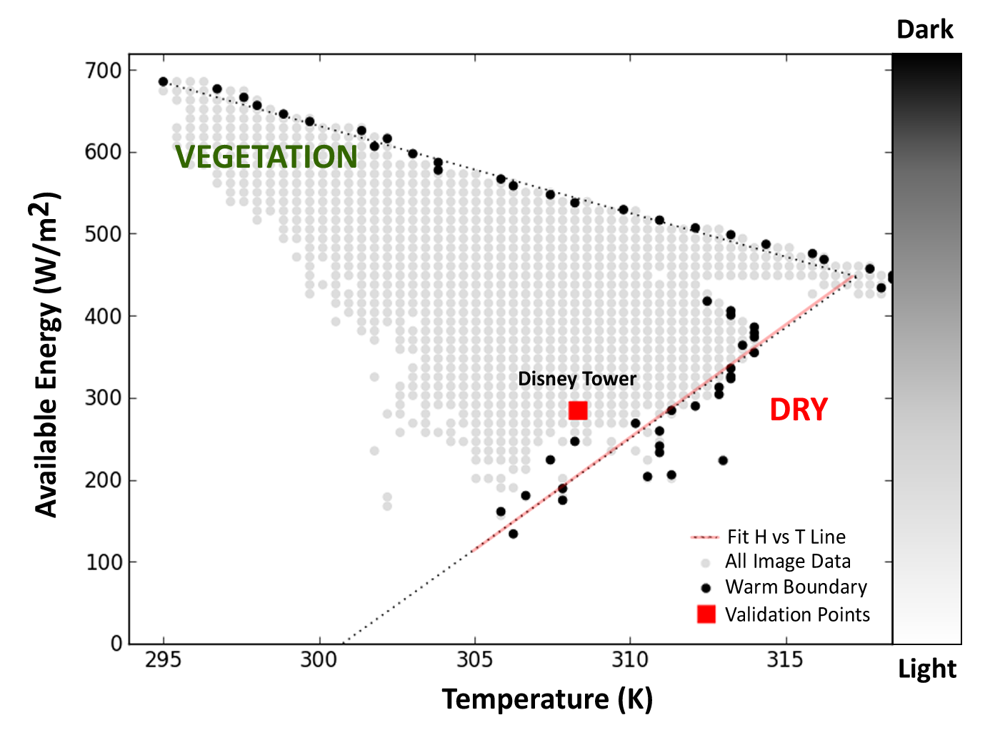 Dark
700
600
500
400
300
200
100
0
Available Energy (W/m2)
VEGETATION
Disney Tower
DRY
Fit H vs T Line
All Image Data
Warm Boundary
Validation Points
295 300 305 310 315
Light
Temperature (K)